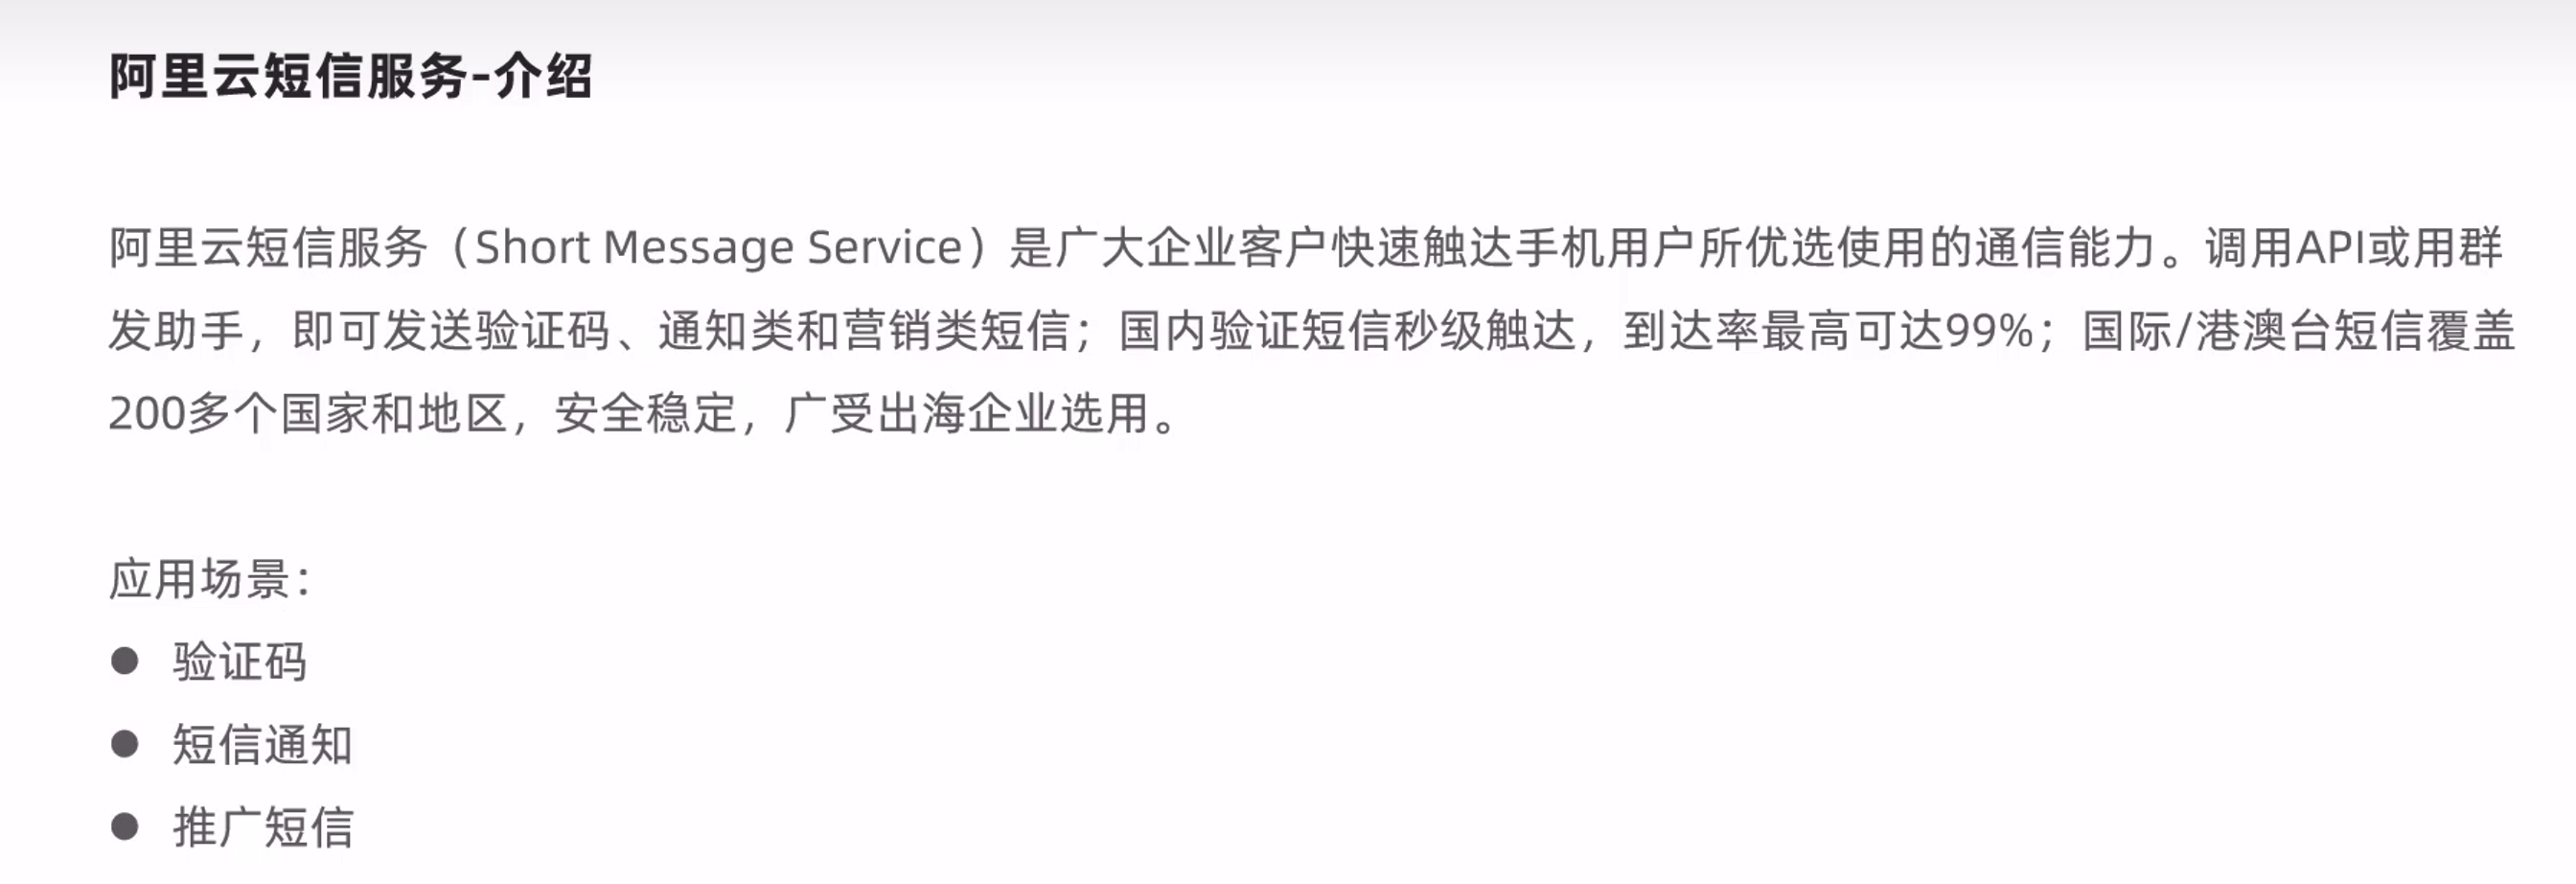 阿里云短信服务-介绍
阿里云短信服务（Short Message Service）是广大企业客户快速触达手机用户所优选使用的通信能力。调用API或用群
发助手，即可发送验证码、通知类和营销类短信；国内验证短信秒级触达，到达率最高可达99%；国际/港澳台短信覆盖
200多个国家和地区，安全稳定，广受出海企业选用。
应用场景：
● 验证码
● 短信通知
● 推广短信